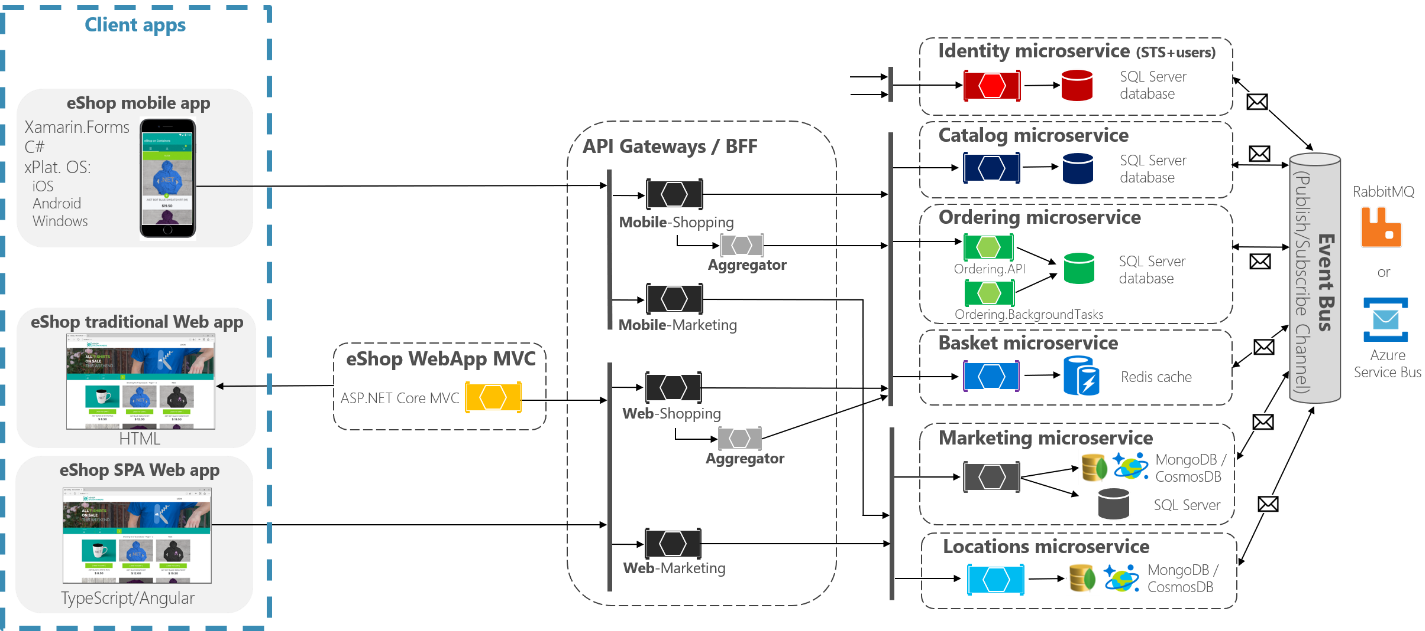 Client apps
eShop mobile app
Xamarin.Forms
C#
xPlat. OS:
iOS
Android
Windows
eShop traditional Web app
HTML
eShop SPA Web app
TypeScript/Angular
eShop WebApp MVC
ASP.NET Core MVC
API Gateways / BFF
Mobile-Shopping
Aggregator
Mobile-Marketing
Web-Shopping
Aggregator
Web-Marketing
Identity microservice (STS+users)
SQL Server
database
Catalog microservice
SQL Server
database
Ordering microservice
Ordering.API
SQL Server
database
Ordering.BackgroundTasks
Basket microservice
Redis cache
Marketing microservice
MongoDB /
CosmosDB
SQL Server
Locations microservice
MongoDB /
CosmosDB
Event Bus
(Publish/Subscribe Channel)
RabbitMQ
or
Azure
Service Bus